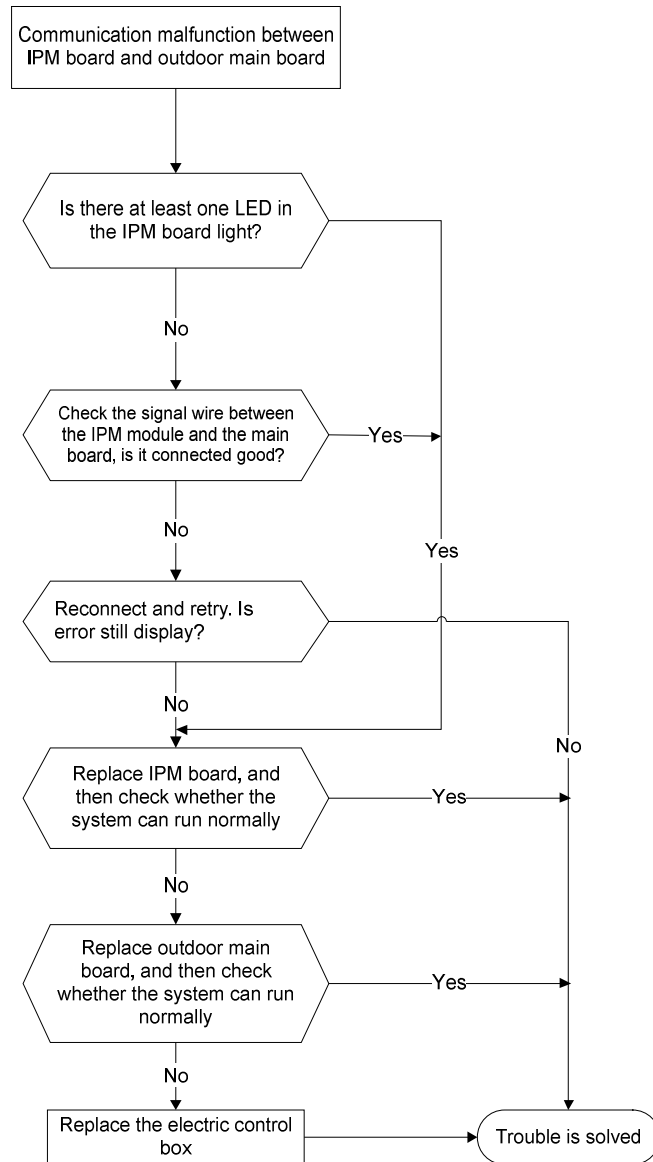 Communication malfunction between
IPM board and outdoor main board
Is there at least one LED in
the IPM board light?
No
Check the signal wire between
the IPM module and the main
board, is it connected good?
Yes
No
Yes
Reconnect and retry. Is
error still display?
No
No
Replace IPM board, and
then check whether the
system can run normally
Yes
No
Replace outdoor main
board, and then check
whether the system can run
normally
Yes
No
Replace the electric control
box
Trouble is solved